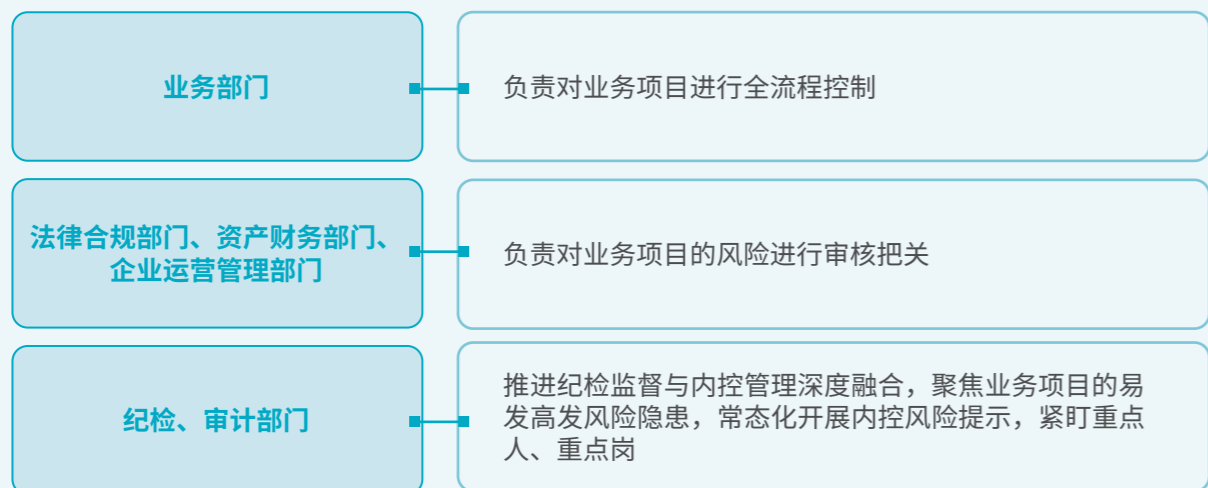 业务部门
负责对业务项目进行全流程控制
法律合规部门、资产财务部门、
企业运营管理部门
负责对业务项目的风险进行审核把关
纪检、审计部门
推进纪检监督与内控管理深度融合，聚焦业务项目的易
发高发风险隐患，常态化开展内控风险提示，紧盯重点
人、重点岗